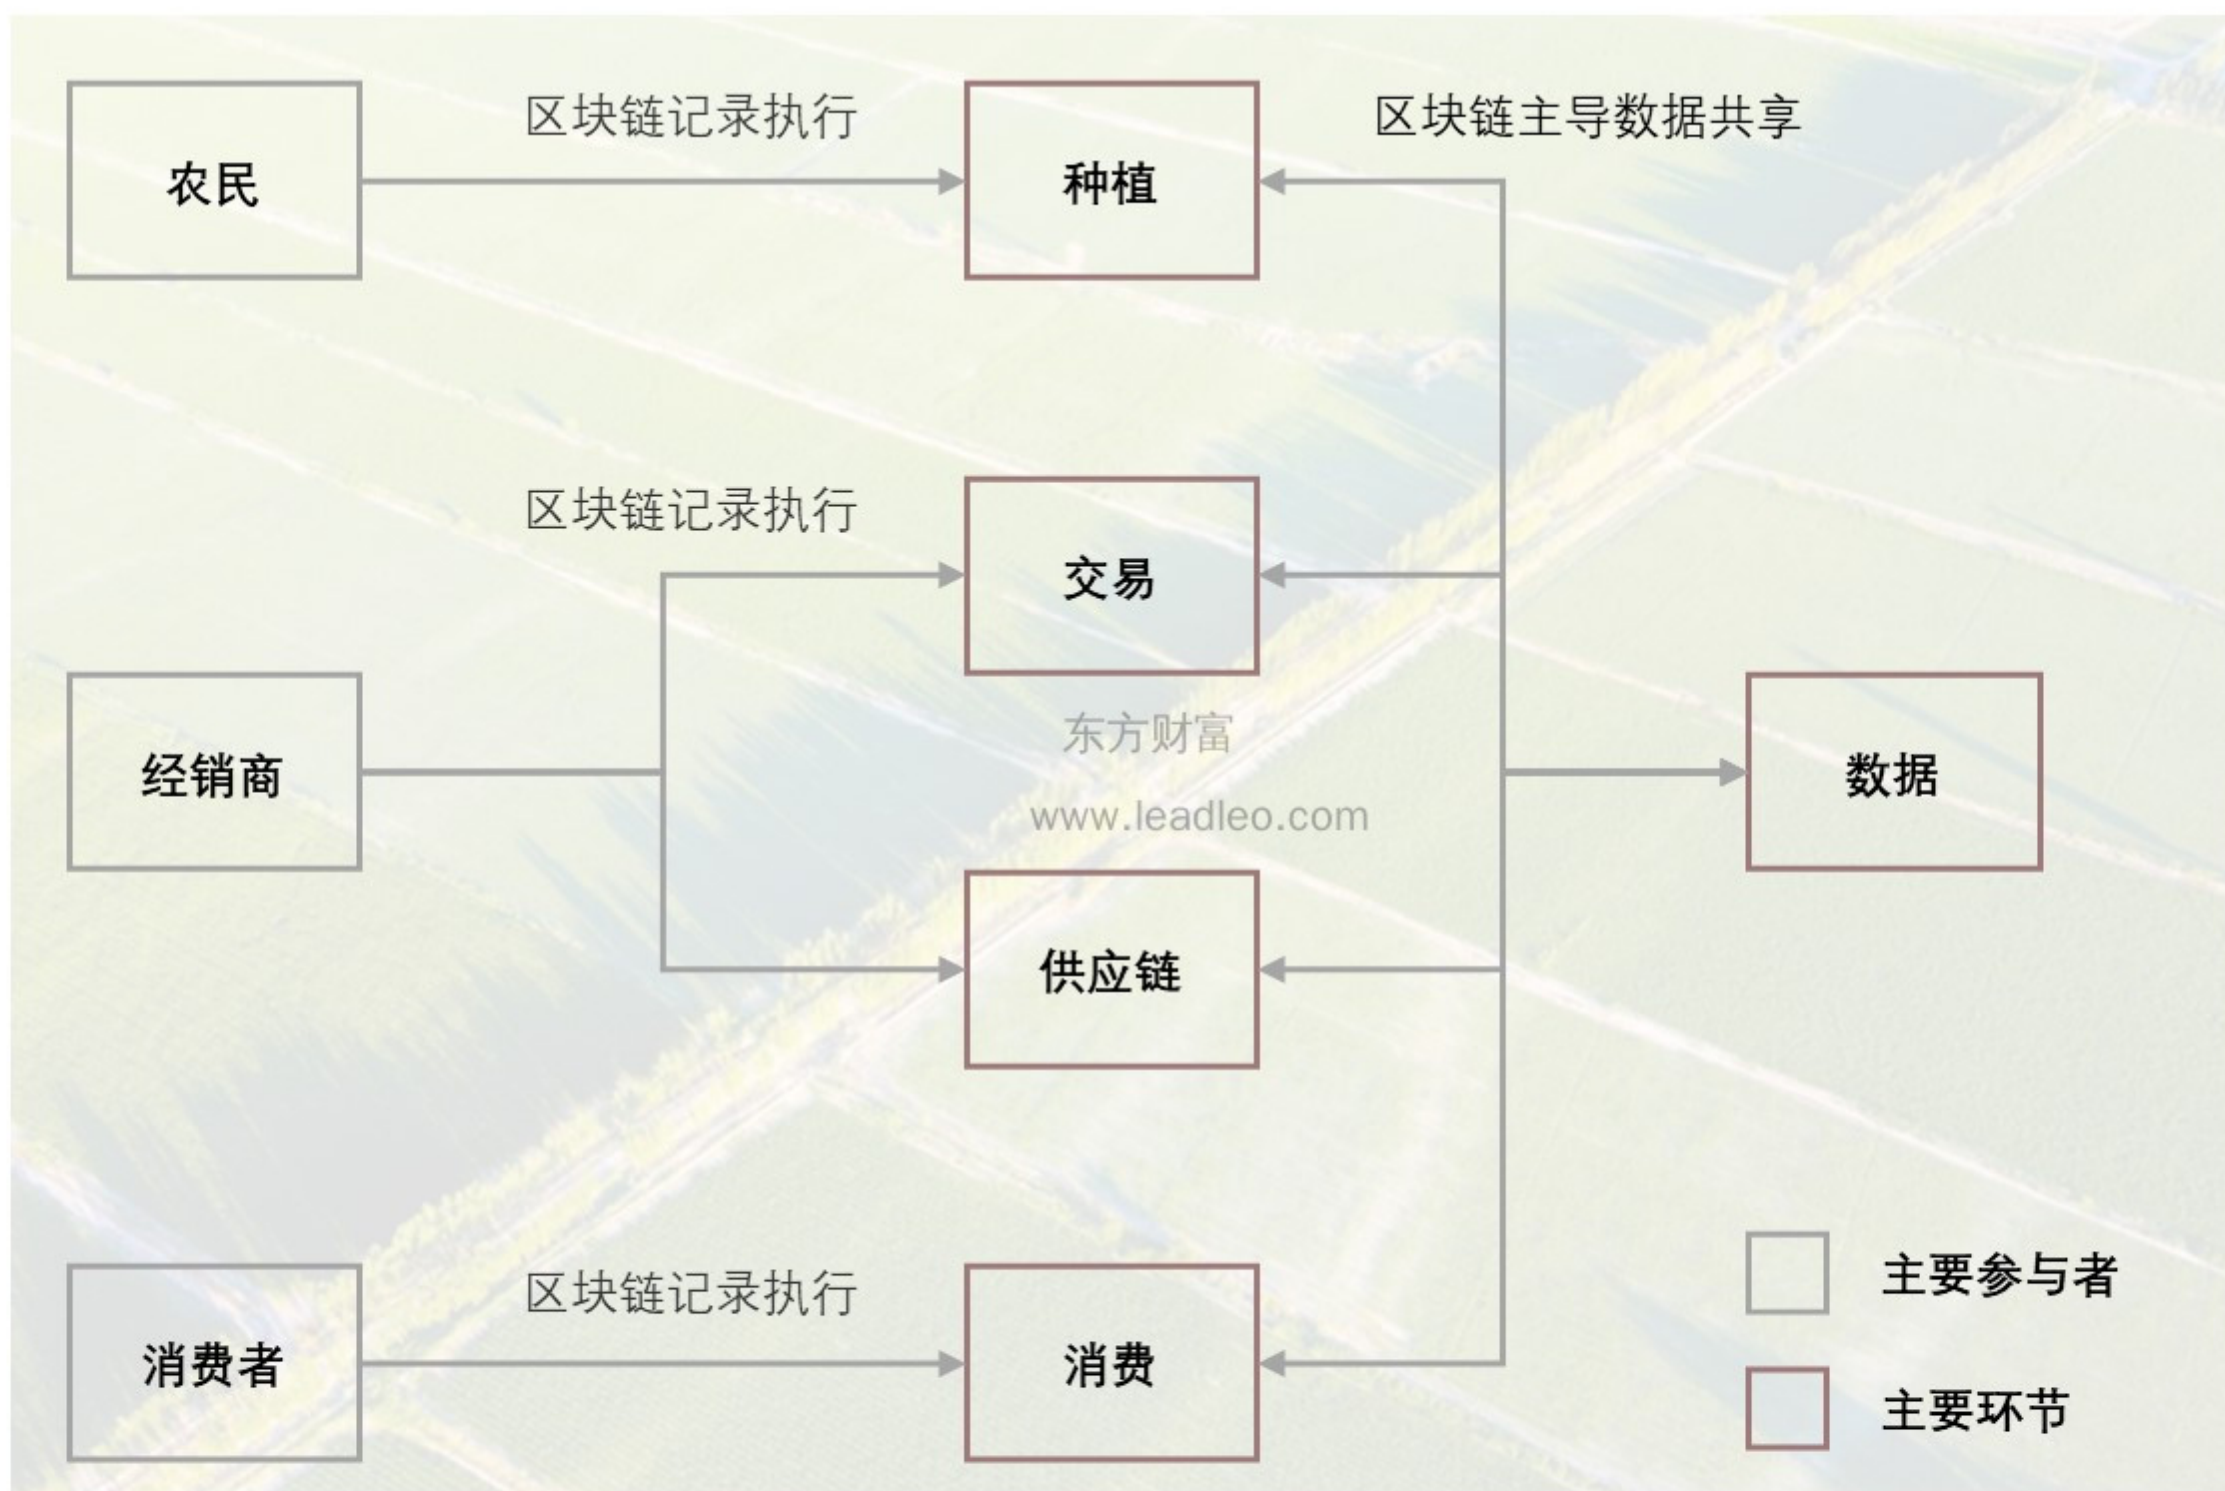 区块链记录执行
区块链主导数据共享
农民
种植
区块链记录执行
交易
东方财富
经销商
数据
www.leadleo.com
供应链
区块链记录执行
主要参与者
消费者
消费
主要环节